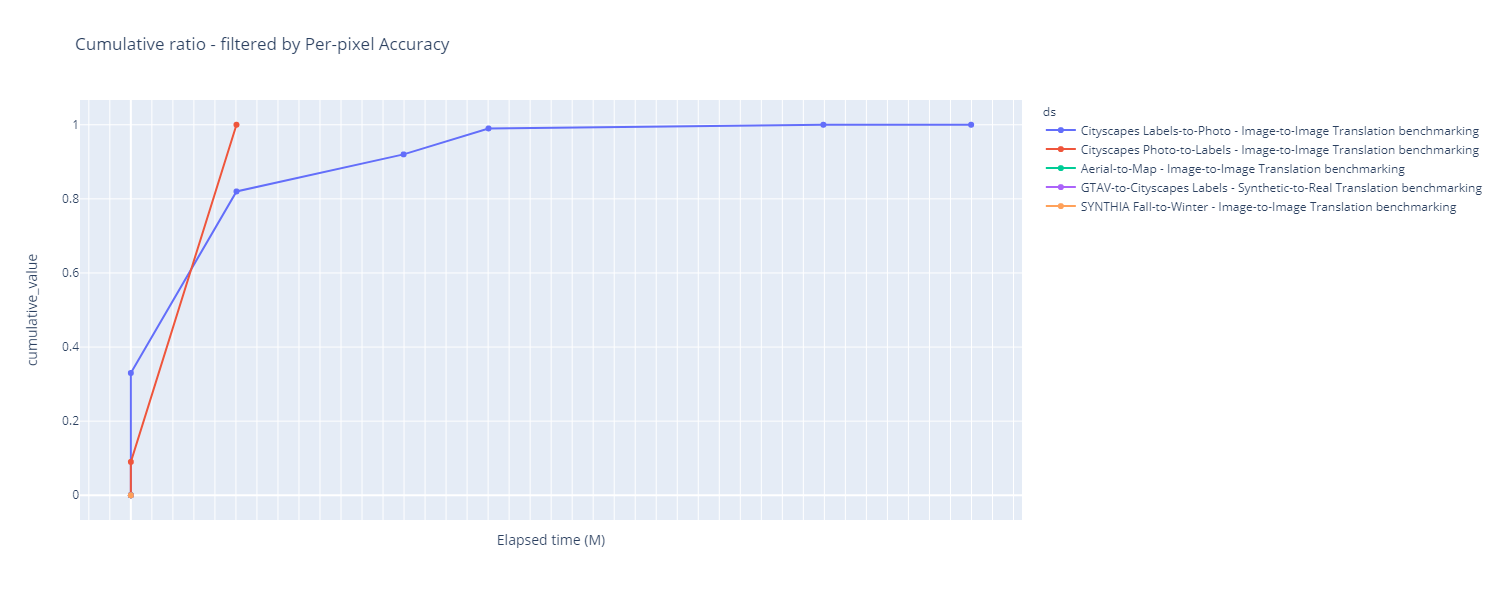 Cumulative ratio - filtered by Per-pixel Accuracy
1
0.8
0.6
0.4
0.2
0
cumulative_value
Elapsed time (M)
ds
Cityscapes Labels-to-Photo - Image-to-Image Translation benchmarking
Cityscapes Photo-to-Labels - Image-to-Image Translation benchmarking
Aerial-to-Map - Image-to-Image Translation benchmarking
GTAV-to-Cityscapes Labels - Synthetic-to-Real Translation benchmarking
SYNTHIA Fall-to-Winter - Image-to-Image Translation benchmarking